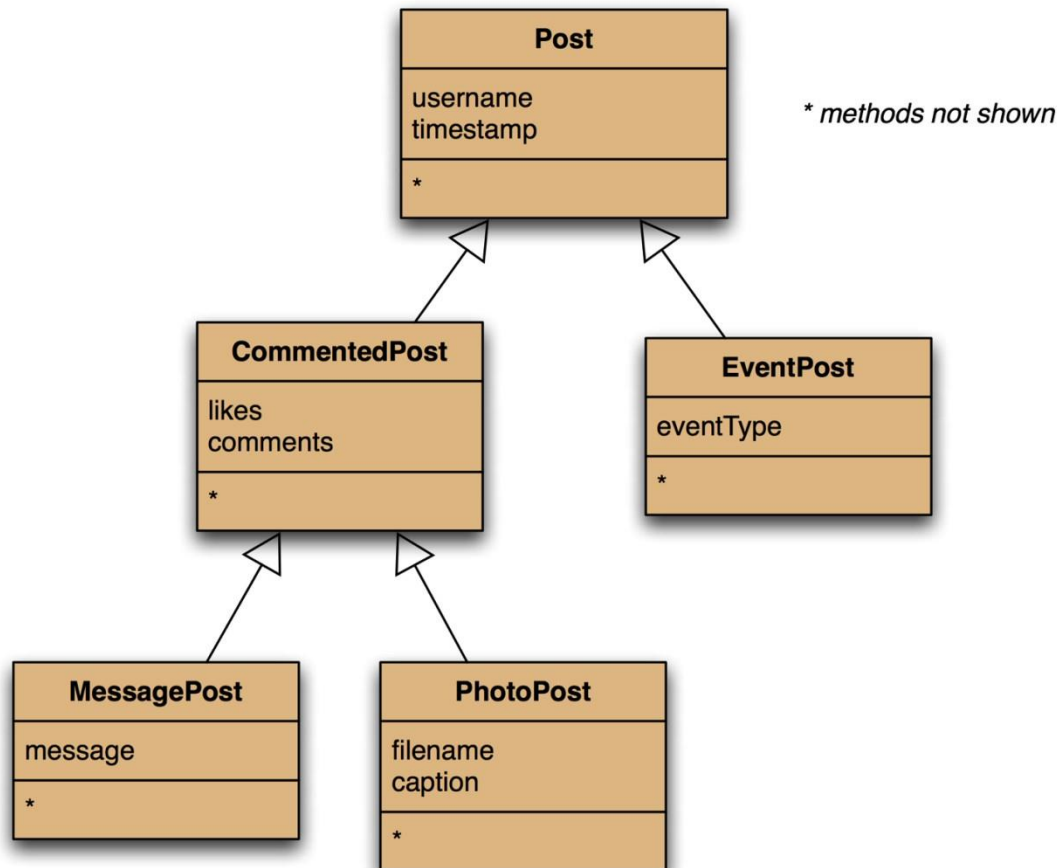 Post
username
timestamp
*
* methods not shown
CommentedPost
likes
comments
*
EventPost
eventType
*
MessagePost
message
*
PhotoPost
filename
caption
*